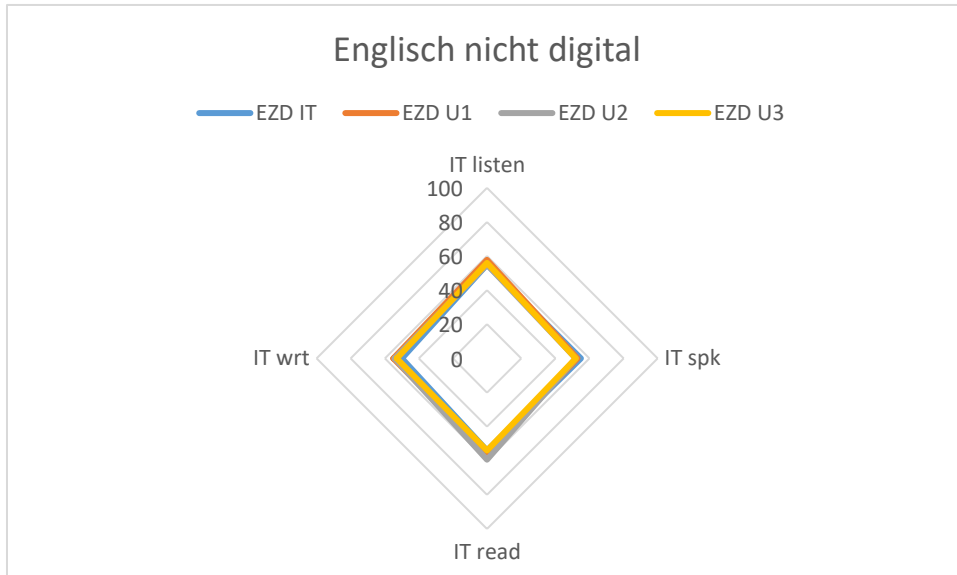 Englisch nicht digital
EZD IT EZD U1 EZD U2 EZD U3
IT listen
100
80
60
40
20
0
IT wrt
IT spk
IT read